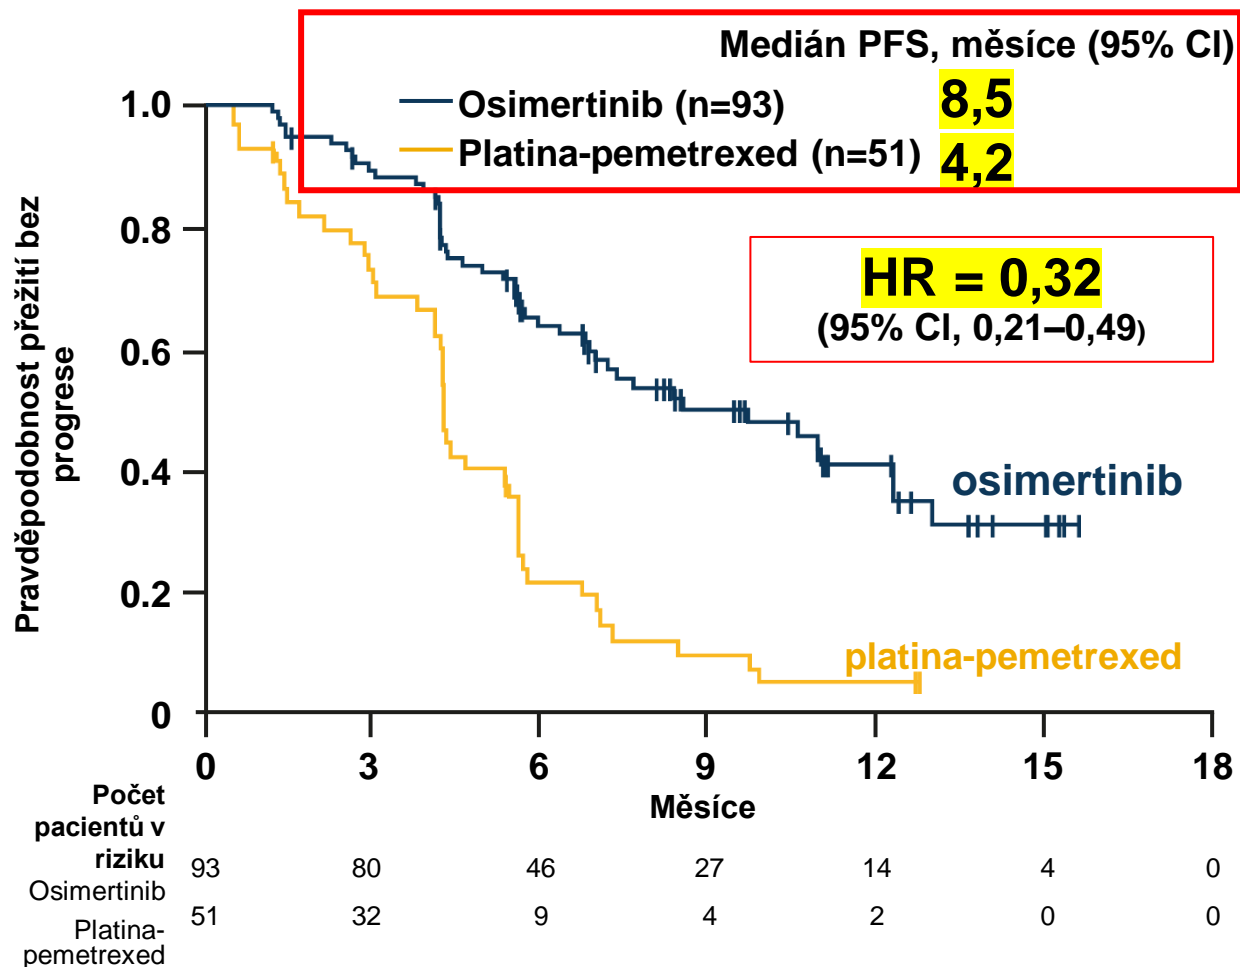 Medián PFS, měsíce (95% CI)
Osimertinib (n=93) 8,5
Platina-pemetrexed (n=51) 4,2
HR = 0,32
(95% CI, 0,21–0,49)
Pravděpodobnost přežití bez
progrese
1.0
0.8
0.6
0.4
0.2
0
osimertinib
platina-pemetrexed
0 3 6 9 12 15 18
Měsíce
Počet
pacientů v
riziku
Osimertinib 93 80 46 27 14 4 0
Platina-
pemetrexed 51 32 9 4 2 0 0